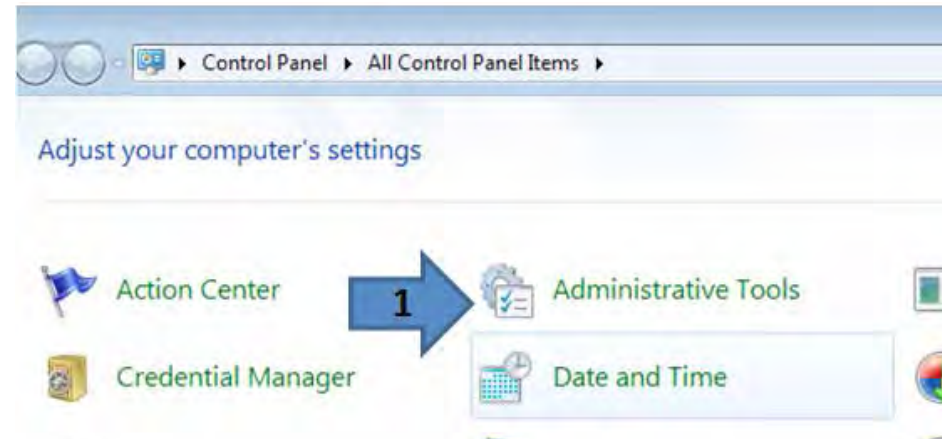 Control Panel All Control Panel Items
Adjust your computer's settings
Action Center
1
Administrative Tools
Credential Manager
Date and Time